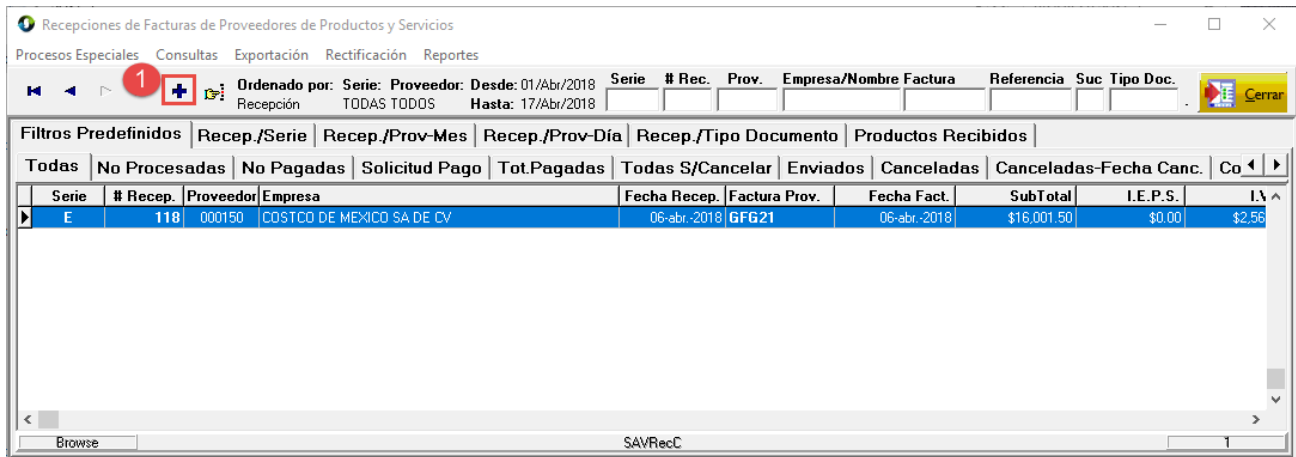 Recepciones de Facturas de Proveedores de Productos y Servicios
Procesos Especiales Consultas Exportación Rectificación Reportes
1
Ordenado por: Serie: Proveedor: Desde: 01/Abr/2018 Serie # Rec. Prov. Empresa/Nombre Factura Referencia Suc Tipo Doc.
Recepción TODAS TODOS Hasta: 17/Abr/2018 . Cerrar
Filtros Predefinidos Recep./Serie Recep./Prov-Mes Recep./Prov-Día Recep./Tipo Documento Productos Recibidos
Todas No Procesadas No Pagadas Solicitud Pago Tot.Pagadas Todas S/Cancelar Enviados Canceladas Canceladas-Fecha Canc. Co
Serie # Recep. Proveedor Empresa Fecha Recep. Factura Prov. Fecha Fact. SubTotal I.E.P.S. I.V
E 118 000150 COSTCO DE MEXICO SA DE CV 06-abr.-2018 GFG21 06-abr.-2018 $16,001.50 $0.00 $2,56
Browse SAVRecC 1